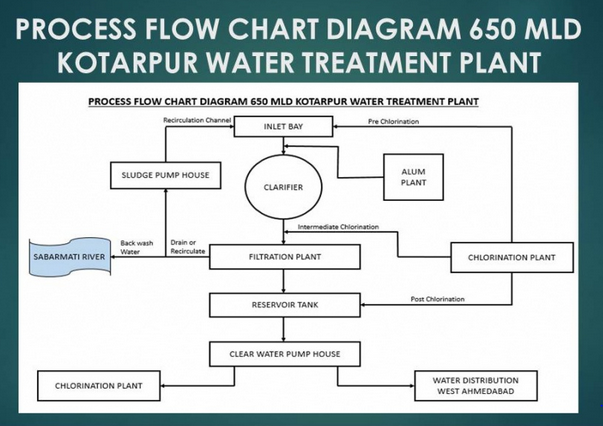 PROCESS FLOW CHART DIAGRAM 650 MLD
KOTARPUR WATER TREATMENT PLANT
PROCESS FLOW CHART DIAGRAM 650 MLD KOTARPUR WATER TREATMENT PLANT
Recirculation Channel
INLET BAY
Pre Chlorination
SLUDGE PUMP HOUSE
CLARIFIER
ALUM
PLANT
Intermediate Chlorination
SABARMATI RIVER
Back wash
Water
Drain or
Recirculate
FILTRATION PLANT
CHLORINATION PLANT
RESERVOIR TANK
Post Chlorination
CLEAR WATER PUMP HOUSE
CHLORINATION PLANT
WATER DISTRIBUTION
WEST AHMEDABAD